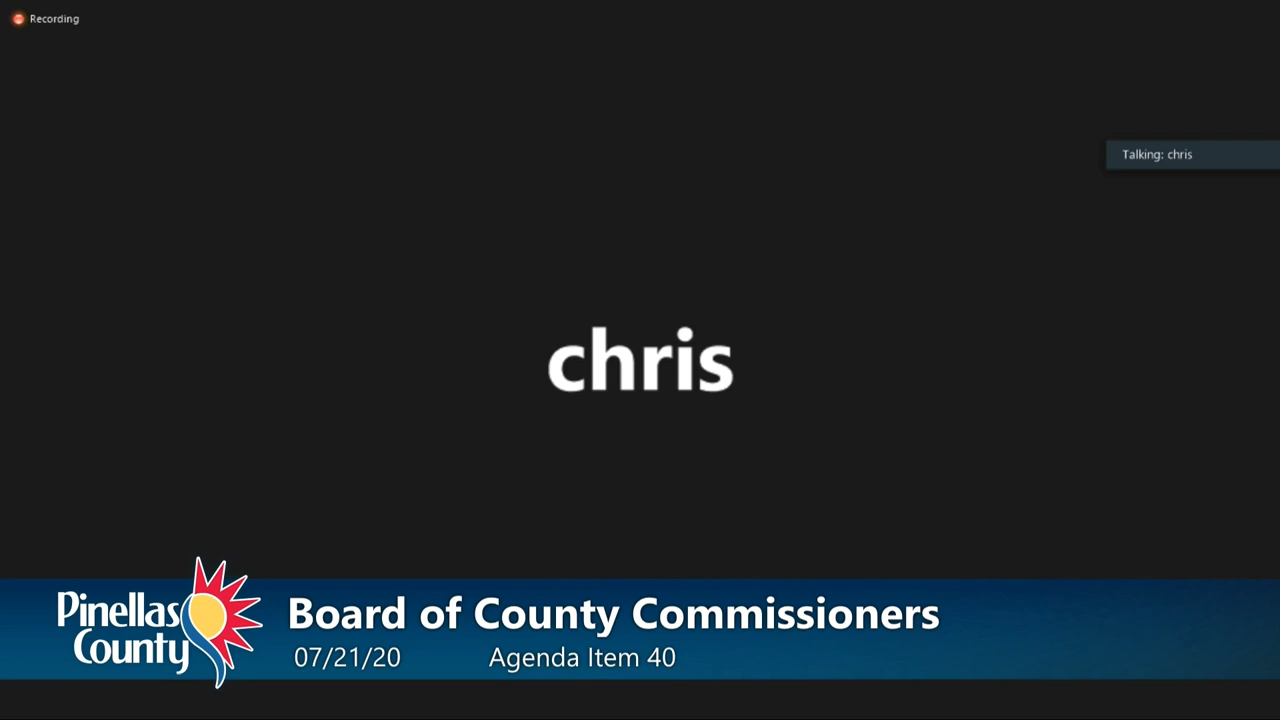 Recording
Talking: chris
chris
Pinellas
County
Board of County Commissioners
07/21/20 Agenda Item 40